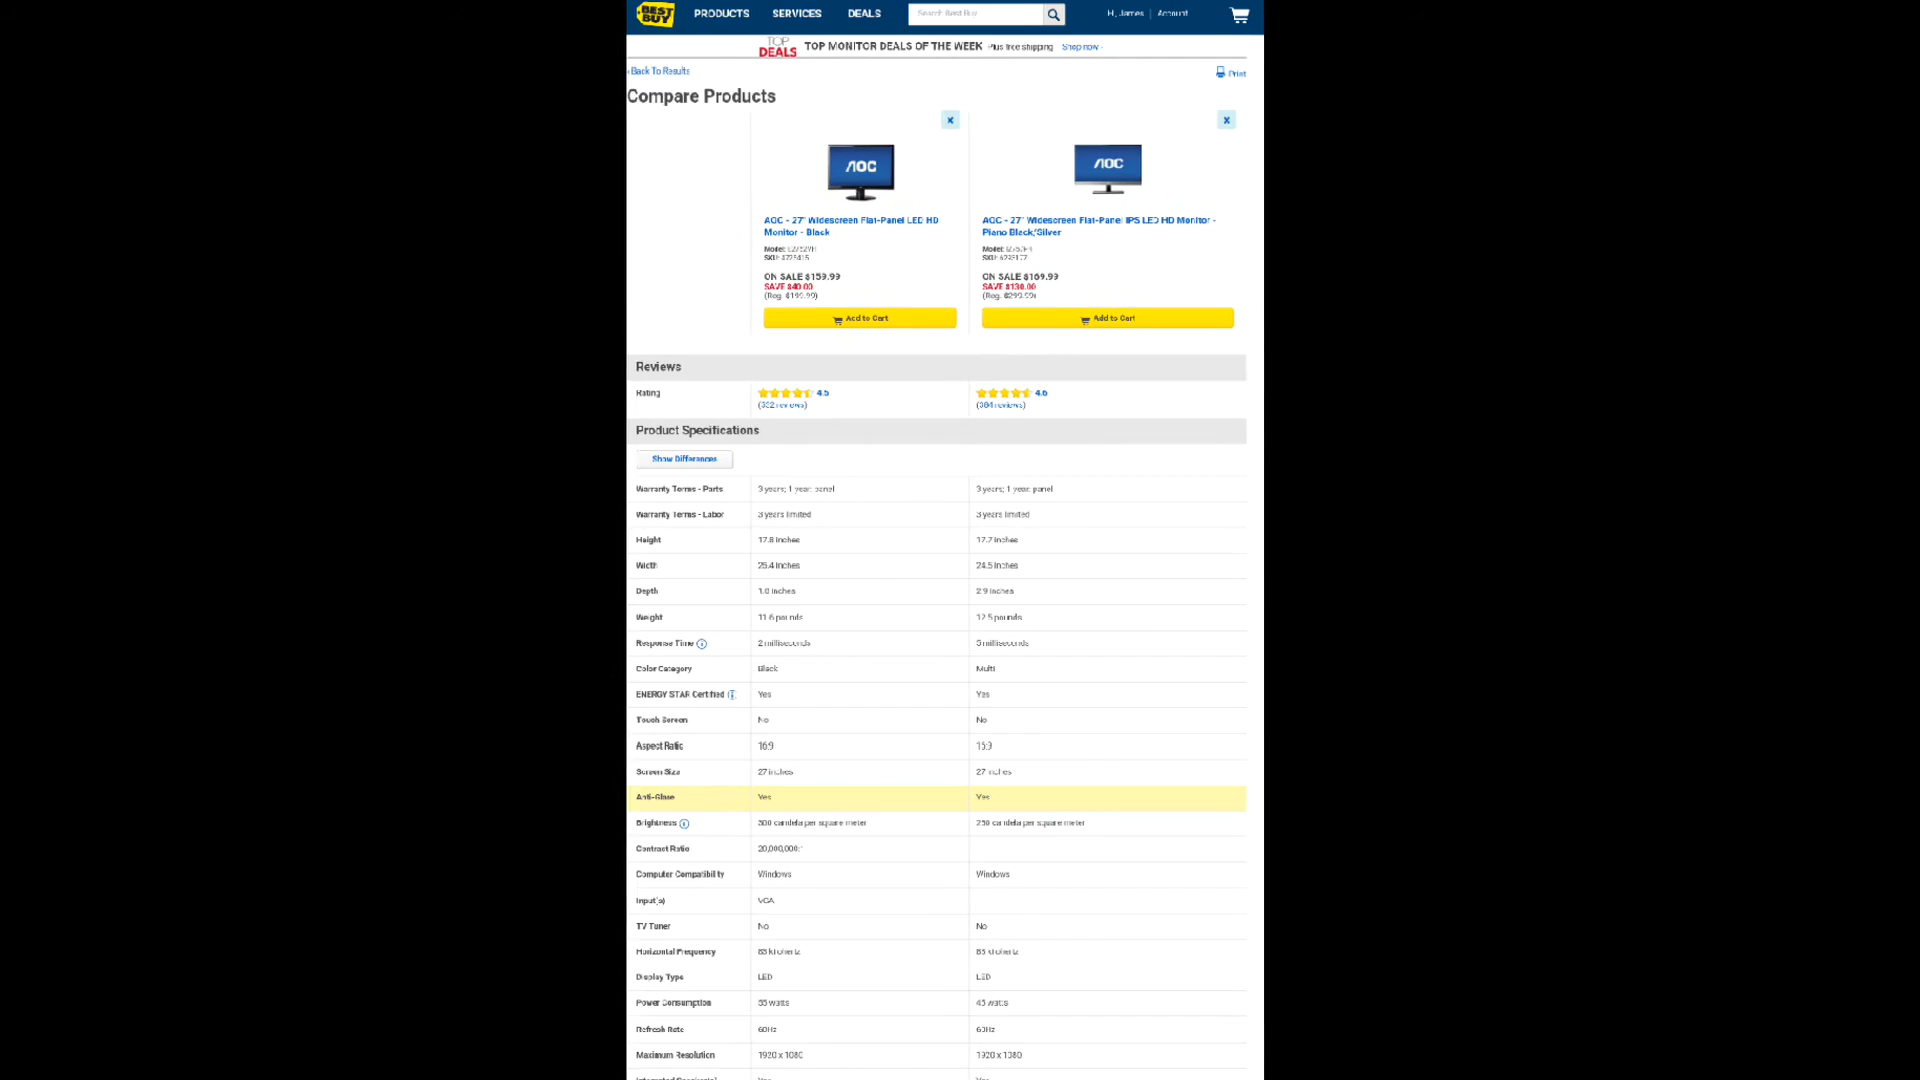 BEST BUY PRODUCTS SERVICES DEALS Search Best Buy Hi, James Account
TOP DEALS TOP MONITOR DEALS OF THE WEEK Plus free shipping Shop now ›
‹ Back To Results Print
Compare Products
x x
AOC AOC
AOC - 27" Widescreen Flat-Panel LED HD AOC - 27" Widescreen Flat-Panel IPS LED HD Monitor -
Monitor - Black Piano Black/Silver
Model: Model:
SKU: SKU:
ON SALE $159.99 ON SALE $169.99
SAVE $40.00 SAVE $130.00
(Reg. $199.99) (Reg. $299.99)
Add to Cart Add to Cart
Reviews
Rating 4.5 4.6
(332 reviews) (384 reviews)
Product Specifications
Show Differences
Warranty Terms - Parts 3 years; 1 year: panel 3 years; 1 year: panel
Warranty Terms - Labor 3 years limited 3 years limited
Height 17.8 inches 17.7 inches
Width 25.4 inches 24.5 inches
Depth inches 2.9 inches
Weight 11.6 pounds 12.5 pounds
Response Time 2 milliseconds 5 milliseconds
Color Category Black Multi
ENERGY STAR Certified Yes Yes
Touch Screen No No
Aspect Ratio 16:9 16:9
Screen Size 27 inches 27 inches
Anti-Glare Yes Yes
Brightness 300 candela per square meter 250 candela per square meter
Contrast Ratio 20,000,000:1
Computer Compatibility Windows Windows
Input(s) VGA
TV Tuner No No
Horizontal Frequency 83 kilohertz 83 kilohertz
Display Type LED LED
Power Consumption 55 watts 45 watts
Refresh Rate 60Hz 60Hz
Maximum Resolution 1920 x 1080 1920 x 1080